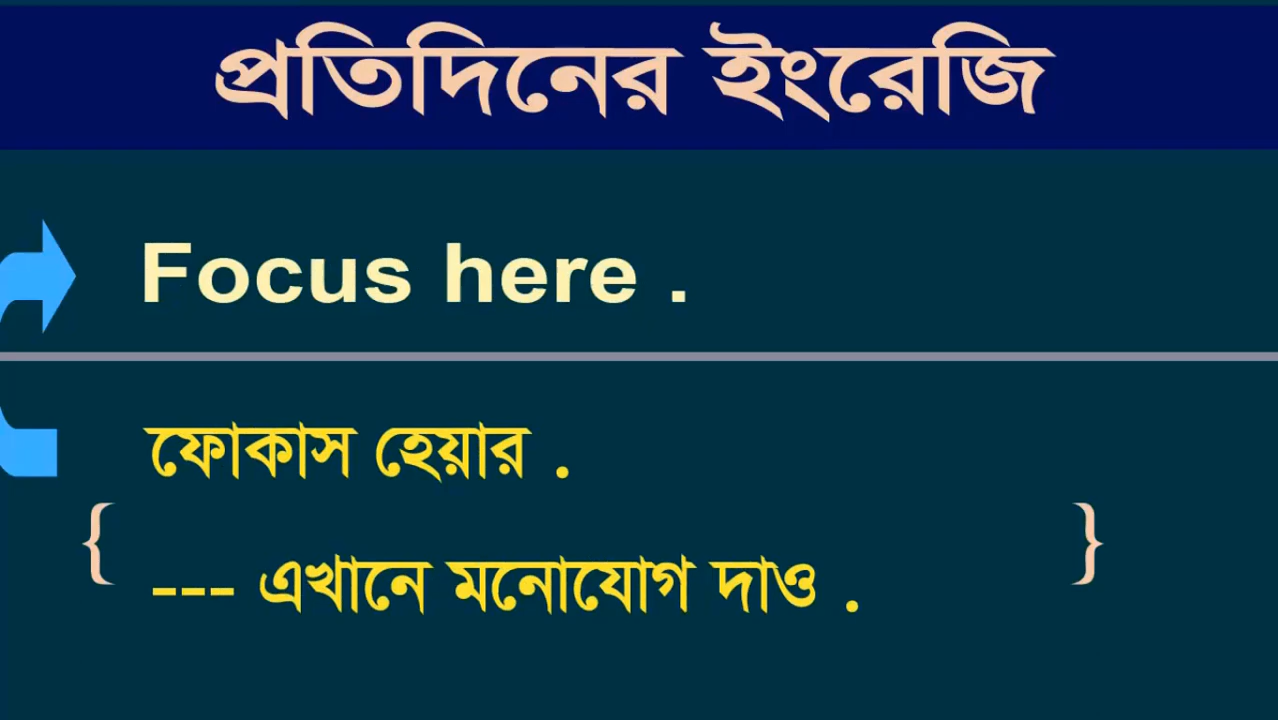 প্রতিদিনের ইংরেজি
Focus here .
ফোকাস হেয়ার .
{ --- এখানে মনোযোগ দাও . }